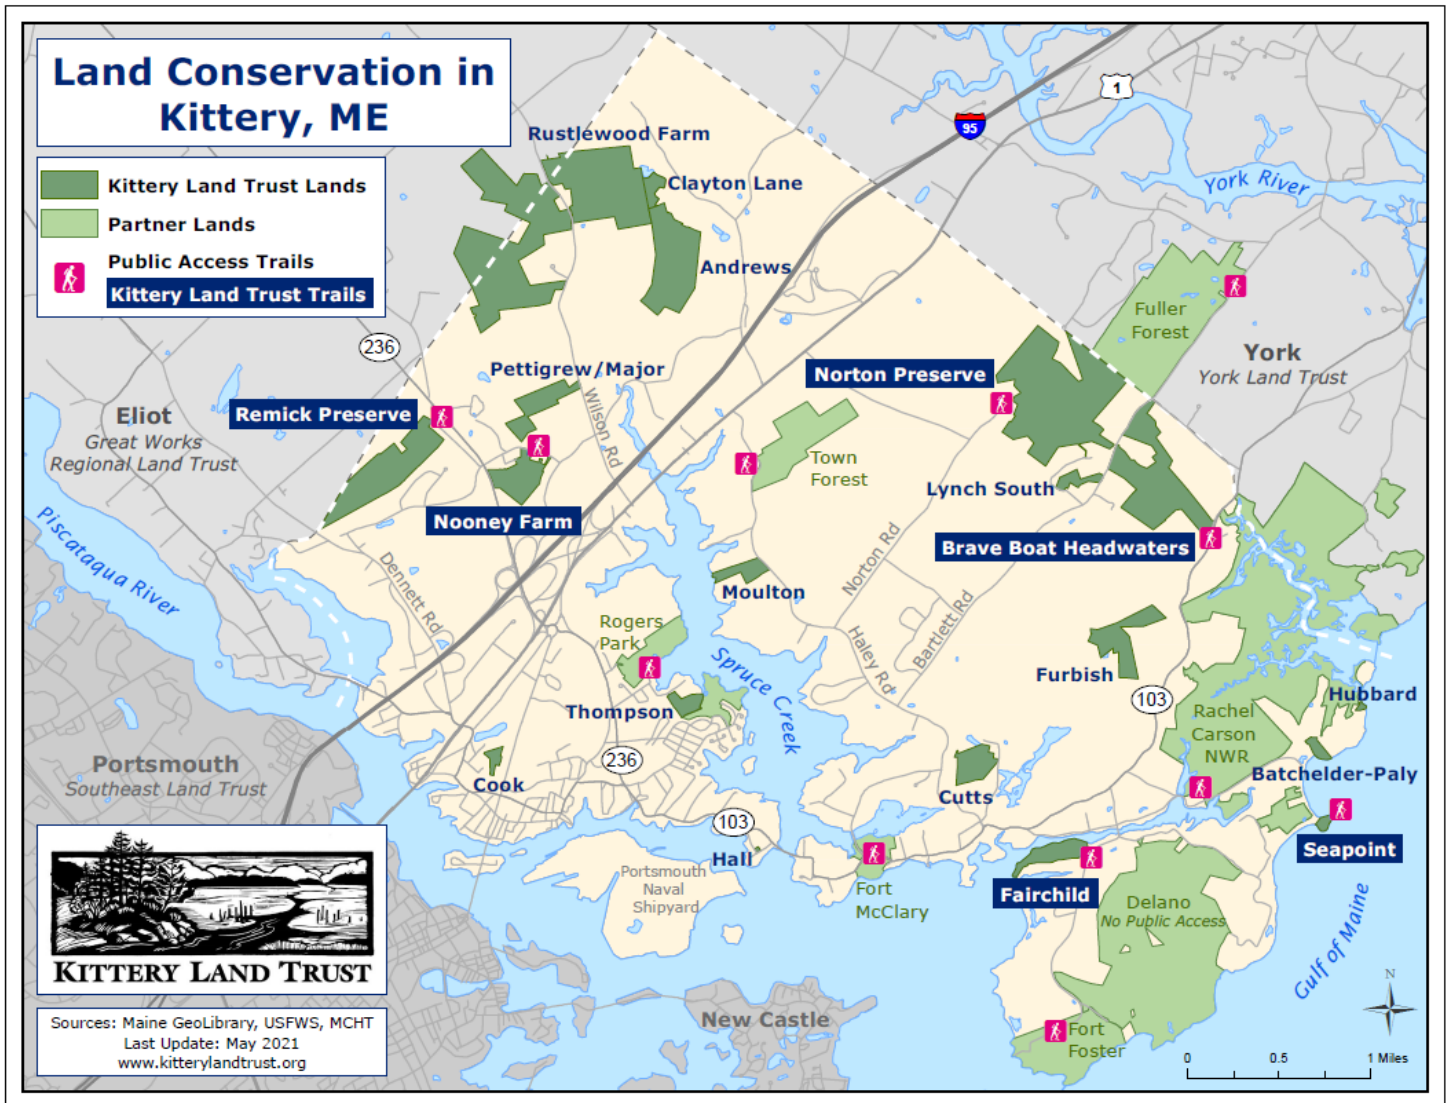 Land Conservation in
Kittery, ME
Kittery Land Trust Lands
Partner Lands
Public Access Trails
Kittery Land Trust Trails
Rustlewood Farm
Clayton Lane
Andrews
95
1
York River
236
Pettigrew/Major
Wilson Rd
Remick Preserve
Norton Preserve
Fuller
Forest
York
York Land Trust
Eliot
Great Works
Regional Land Trust
Town
Forest
Lynch South
Nooney Farm
Brave Boat Headwaters
Piscataqua River
Dennett Rd
Moulton
Norton Rd
Bartlett Rd
Haley Rd
Rogers
Park
Spruce Creek
Furbish
103
Hubbard
Thompson
Rachel
Carson
NWR
Portsmouth
Southeast Land Trust
236
Cook
Cutts
Batchelder-Paly
103
Hall
Seapoint
Portsmouth
Naval
Shipyard
Fort
McClary
Fairchild
Delano
No Public Access
Gulf of Maine
KITTERY LAND TRUST
New Castle
N
Fort
Foster
Sources: Maine GeoLibrary, USFWS, MCHT
Last Update: May 2021
www.kitterylandtrust.org
0 0.5 1 Miles